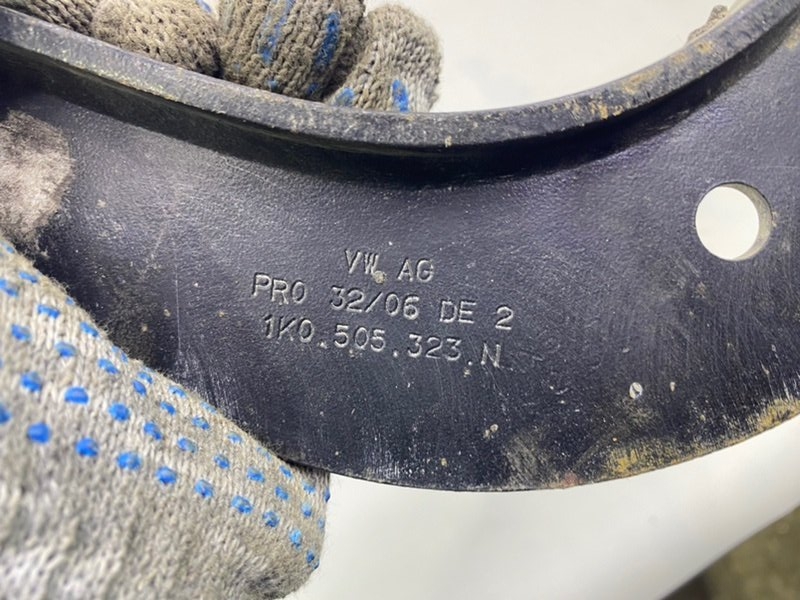 VW AG
PRO 32/06 DE 2
1K0.505.323.N